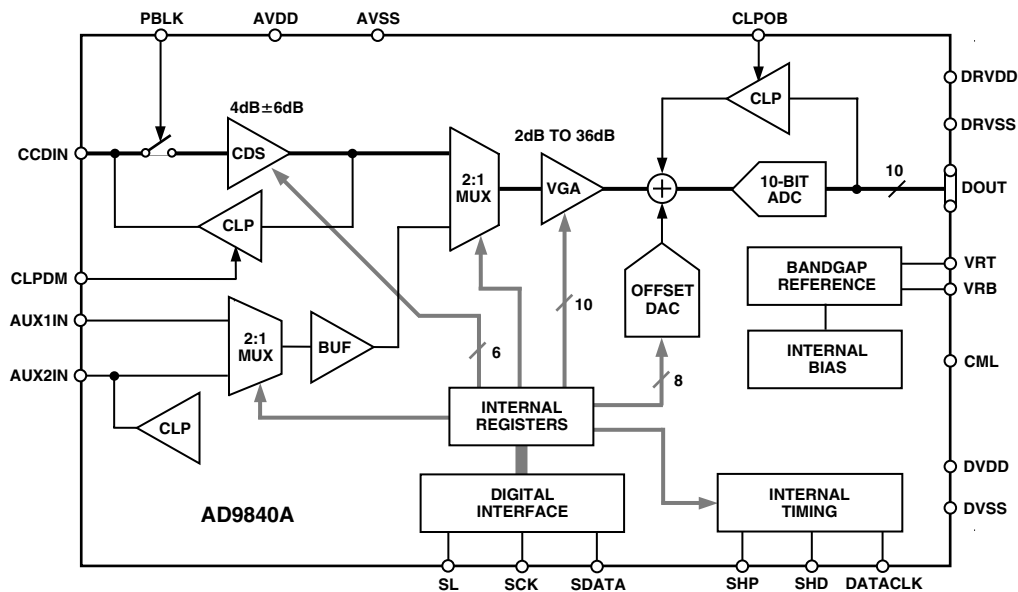 PBLK
AVDD
AVSS
CLPOB
DRVDD
DRVSS
4dB±6dB
2dB TO 36dB
CLP
CCDIN
CDS
2:1
MUX
VGA
10-BIT
ADC
10
DOUT
CLP
CLPDM
BANDGAP
REFERENCE
VRT
VRB
OFFSET
DAC
10
AUX1IN
2:1
MUX
BUF
6
INTERNAL
BIAS
CML
AUX2IN
8
CLP
INTERNAL
REGISTERS
DVDD
DVSS
AD9840A
DIGITAL
INTERFACE
INTERNAL
TIMING
SL
SCK
SDATA
SHP
SHD
DATACLK